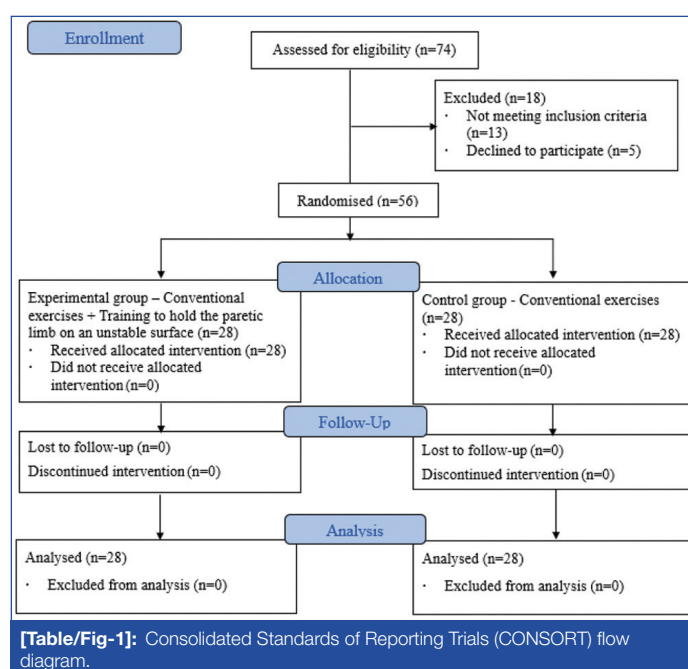 Enrollment
Assessed for eligibility (n=74)
Excluded (n=18)
· Not meeting inclusion criteria
(n=13)
· Declined to participate (n=5)
Randomised (n=56)
Allocation
Experimental group – Conventional
exercises + Training to hold the paretic
limb on an unstable surface (n=28)
· Received allocated intervention (n=28)
· Did not receive allocated
intervention (n=0)
Control group - Conventional exercises
(n=28)
· Received allocated intervention (n=28)
· Did not receive allocated
intervention (n=0)
Follow-Up
Lost to follow-up (n=0)
Discontinued intervention (n=0)
Lost to follow-up (n=0)
Discontinued intervention (n=0)
Analysis
Analysed (n=28)
· Excluded from analysis (n=0)
Analysed (n=28)
· Excluded from analysis (n=0)
[Table/Fig-1]: Consolidated Standards of Reporting Trials (CONSORT) flow
diagram.